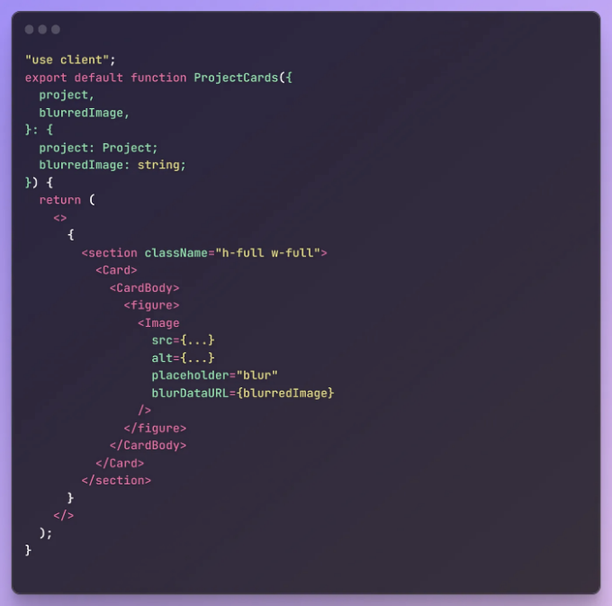 "use client";
export default function ProjectCards({
  project,
  blurredImage,
}: {
  project: Project;
  blurredImage: string;
}) {
  return (
    <>
      {
        <section className="h-full w-full">
          <Card>
            <CardBody>
              <figure>
                <Image
                  src={...}
                  alt={...}
                  placeholder="blur"
                  blurDataURL={blurredImage}
                />
              </figure>
            </CardBody>
          </Card>
        </section>
      }
    </>
  );
}